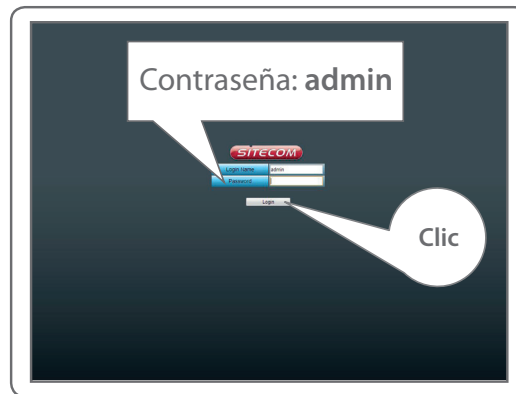 Contraseña: admin
SITECOM
Login Name admin
Password
Login
Clic